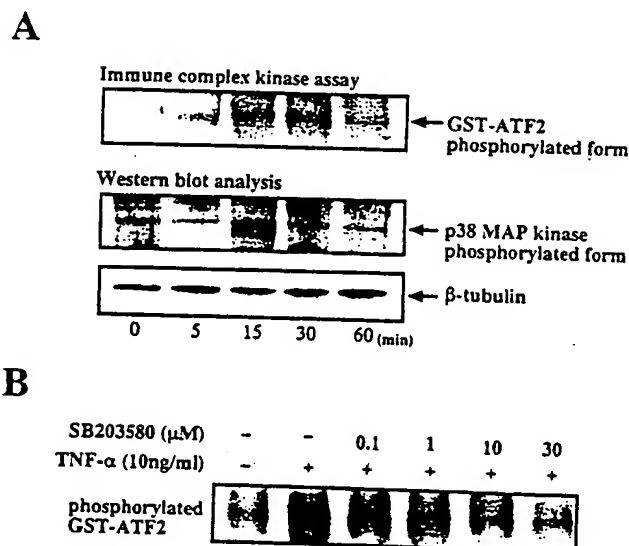 A
Immune complex kinase assay
GST-ATF2
phosphorylated form
Western blot analysis
p38 MAP kinase
phosphorylated form
β-tubulin
0 5 15 30 60 (min)
B
SB203580 (μM) - - 0.1 1 10 30
TNF-α (10ng/ml) - + + + + +
phosphorylated
GST-ATF2